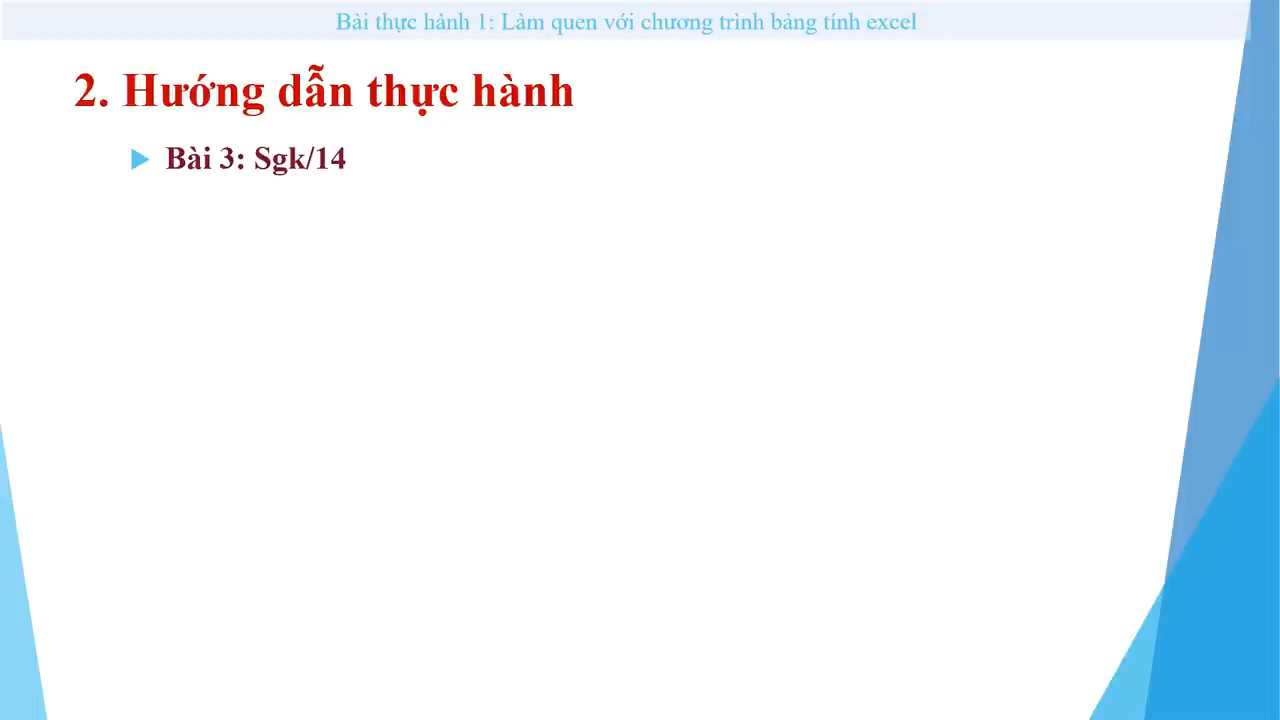 Bài thực hành 1: Làm quen với chương trình bảng tính excel
2. Hướng dẫn thực hành
Bài 3: Sgk/14